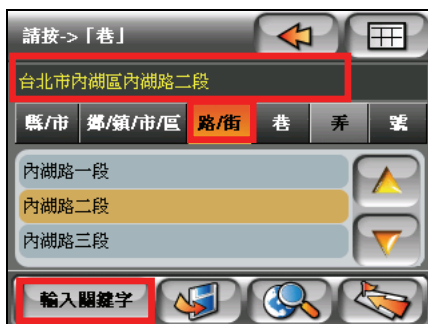 請按->「巷」
台北市內湖區內湖路二段
縣/市 鄉/鎮/市/區 路/街 巷 弄 號
內湖路一段
內湖路二段
內湖路三段
輸入關鍵字